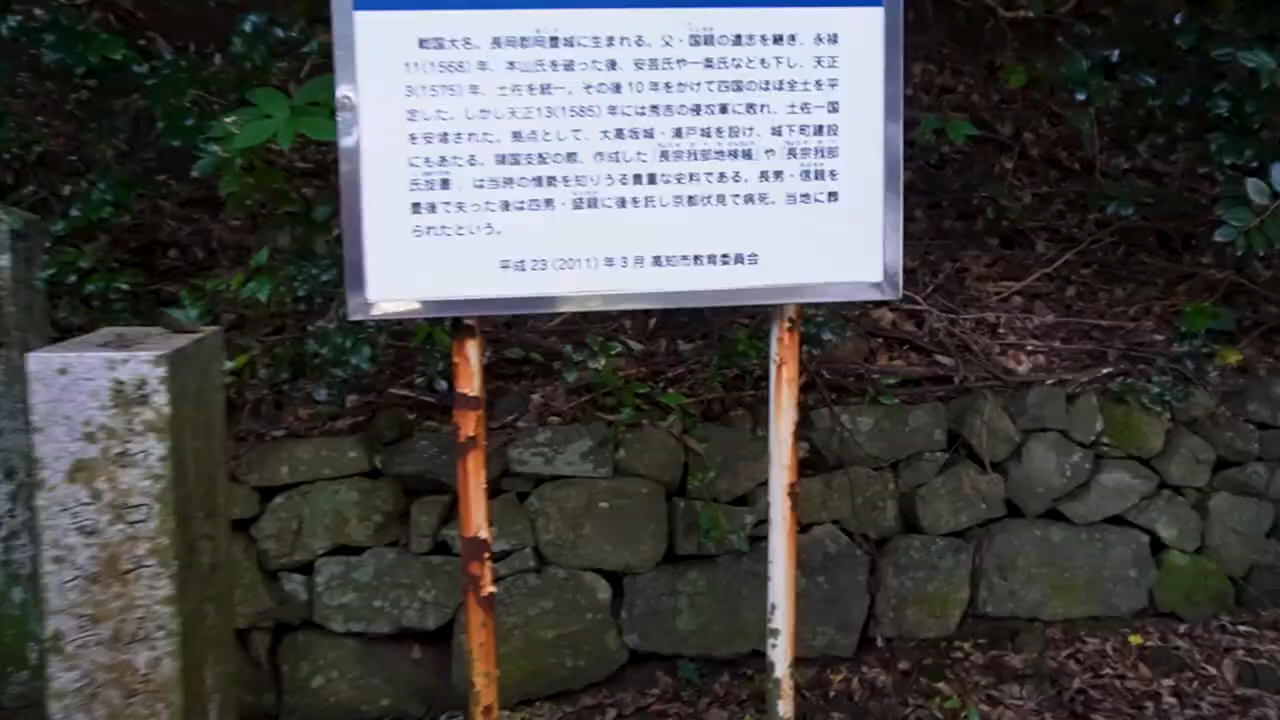 戦国大名。長岡郡岡豊城に生まれる。父・国親の遺志を継ぎ、永禄
11(1568)年、本山氏を破った後、安芸氏や一条氏なども下し、天正
3(1575)年、土佐を統一。その後10年をかけて四国のほぼ全土を平
定した。しかし天正13(1585)年には秀吉の侵攻軍に敗れ、土佐一国
を安堵された。拠点として、大高坂城・浦戸城を設け、城下町建設
にもあたる。領国支配の際、作成した『長宗我部地検帳』や『長宗我部
氏掟書』は当時の情勢を知りうる貴重な史料である。長男・信親を
豊後で失った後は四男・盛親に後を託し京都伏見で病死。当地に葬
られたという。
平成23(2011)年3月 高知市教育委員会